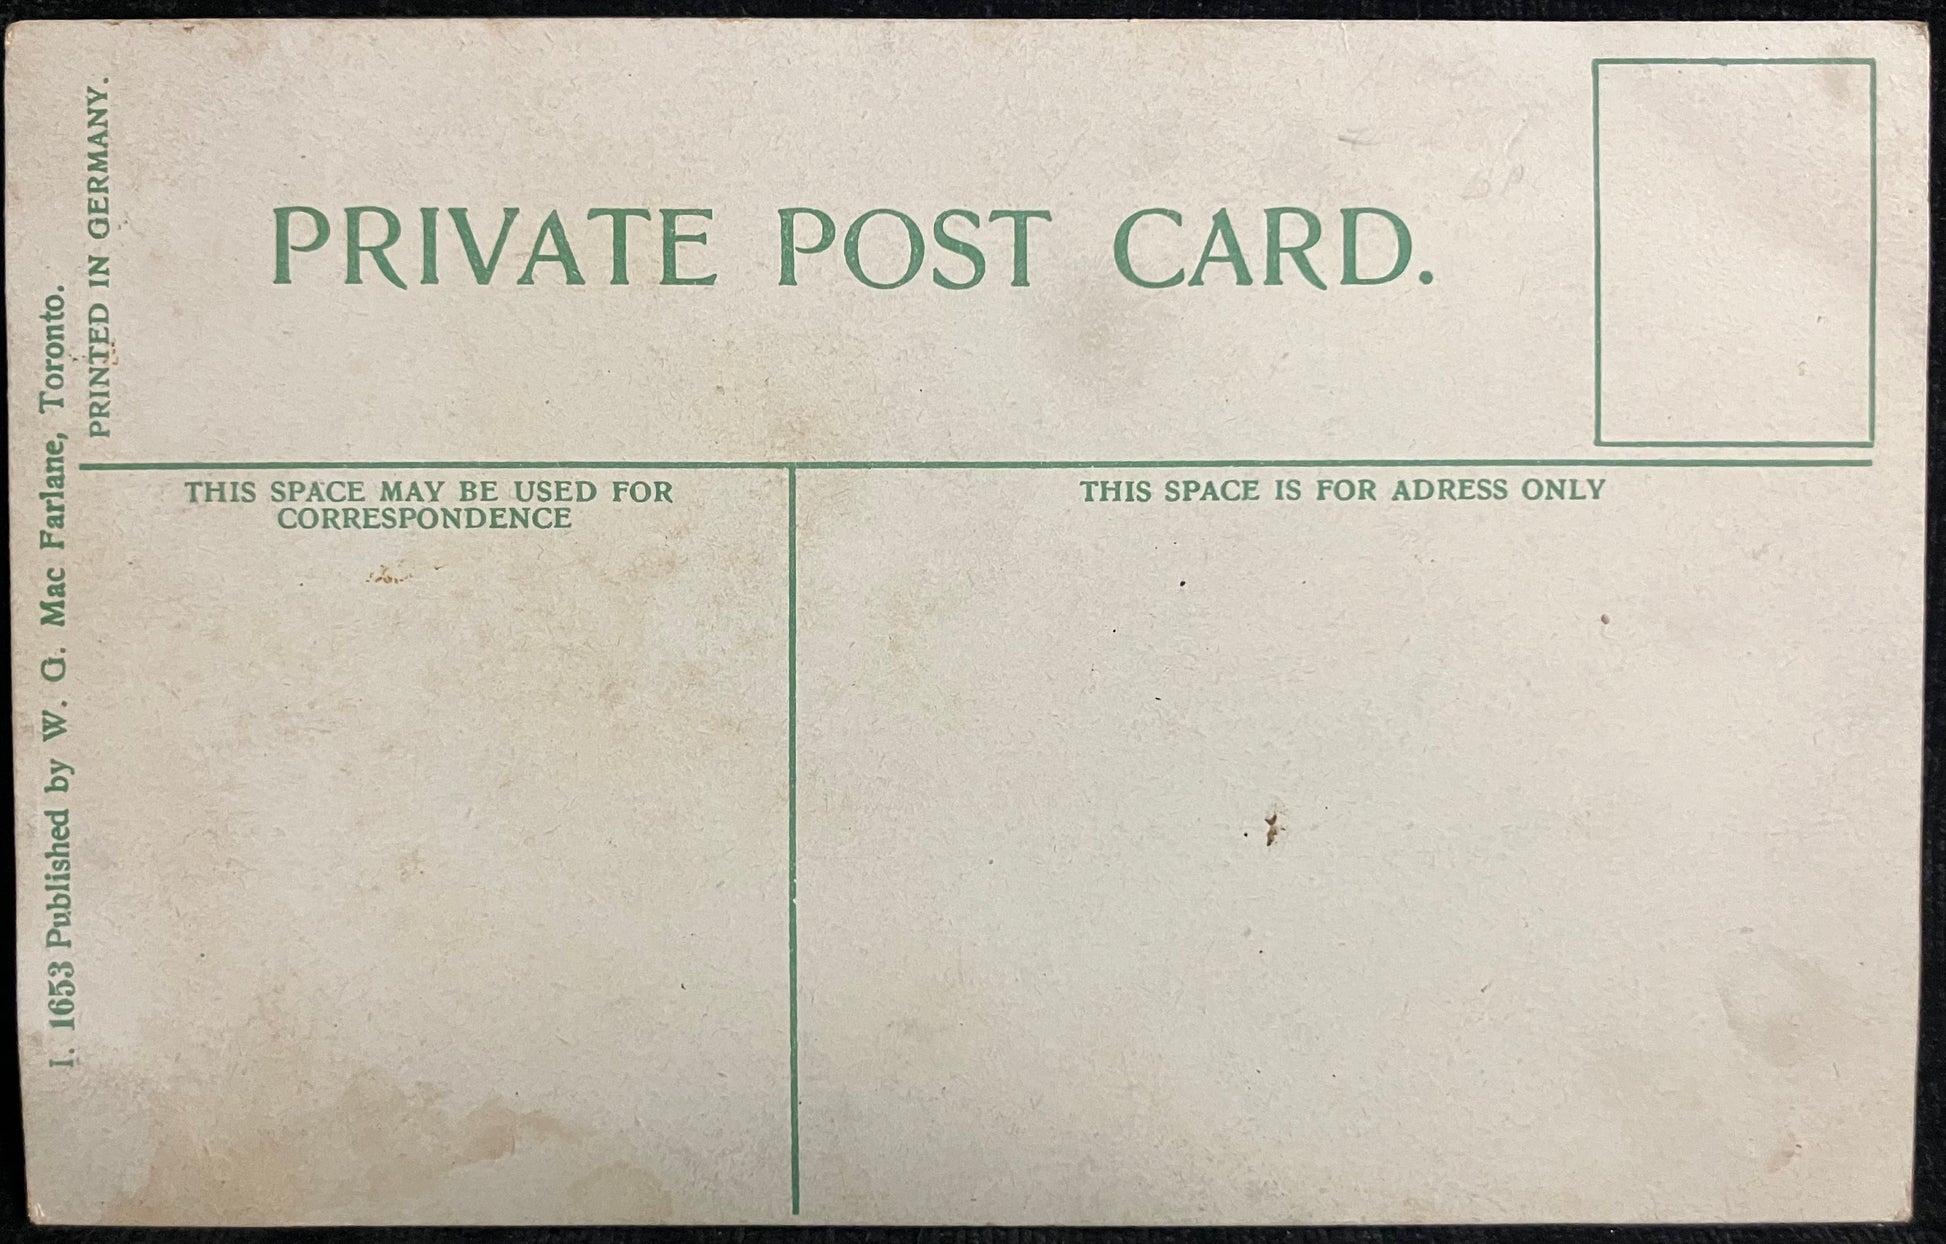 PRIVATE POST CARD.
PRINTED IN GERMANY.
I. 1653 Published by W. G. Mac Farlane, Toronto.
THIS SPACE MAY BE USED FOR
CORRESPONDENCE
THIS SPACE IS FOR ADRESS ONLY